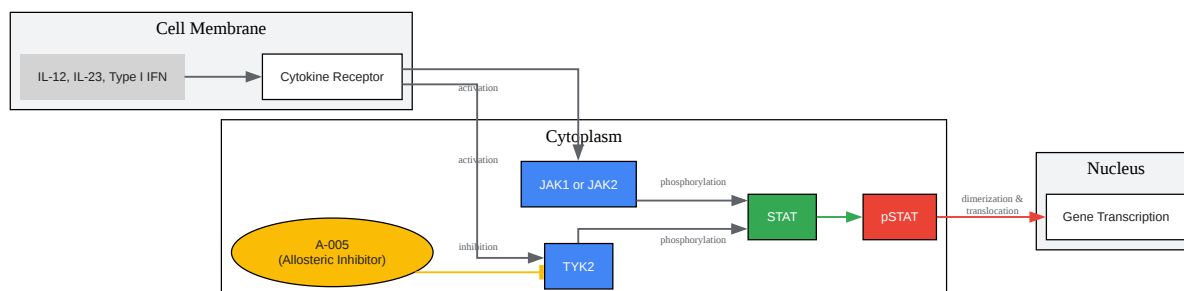 Cell Membrane
IL-12, IL-23, Type I IFN
Cytokine Receptor
activation
Cytoplasm
activation
JAK1 or JAK2
phosphorylation
STAT
pSTAT
dimerization &
translocation
Nucleus
Gene Transcription
A-005
(Allosteric Inhibitor)
inhibition
TYK2
phosphorylation